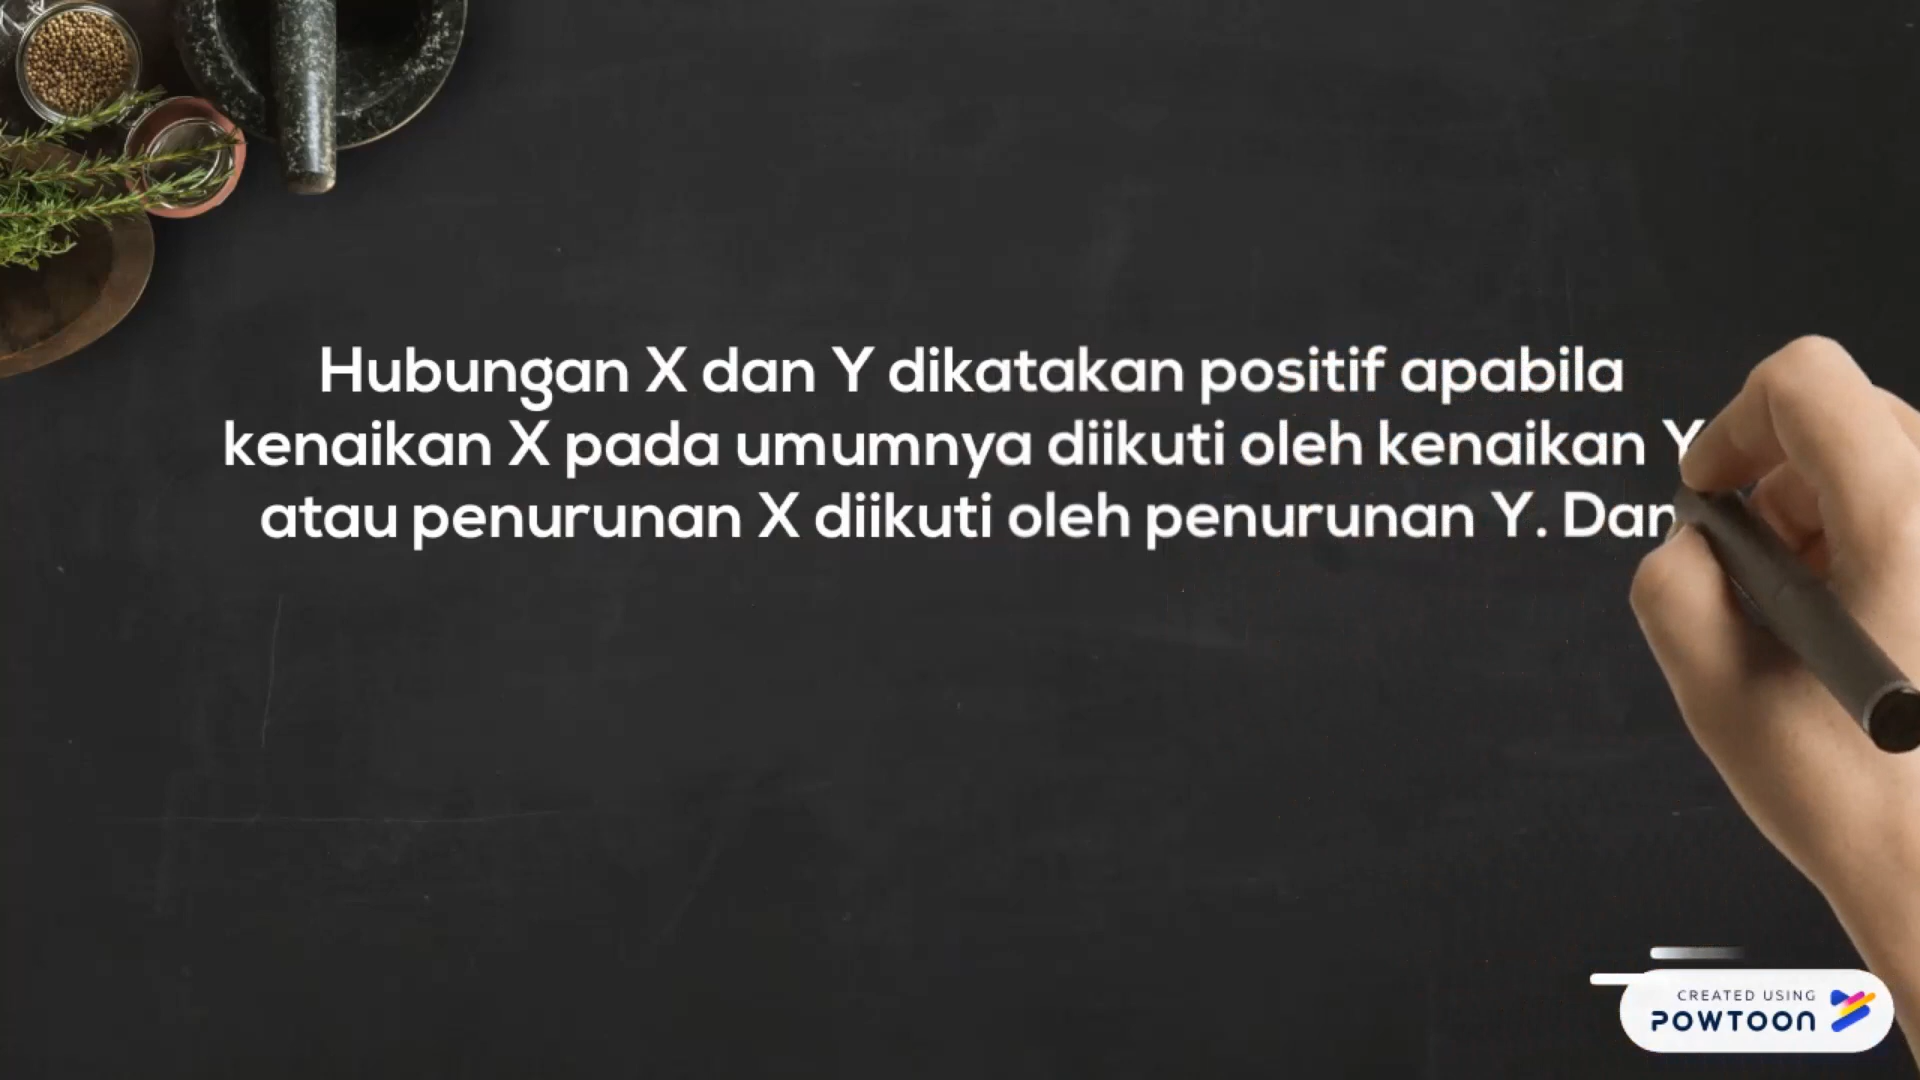 Hubungan X dan Y dikatakan positif apabila
kenaikan X pada umumnya diikuti oleh kenaikan Y
atau penurunan X diikuti oleh penurunan Y. Dan
CREATED USING
POWTOON